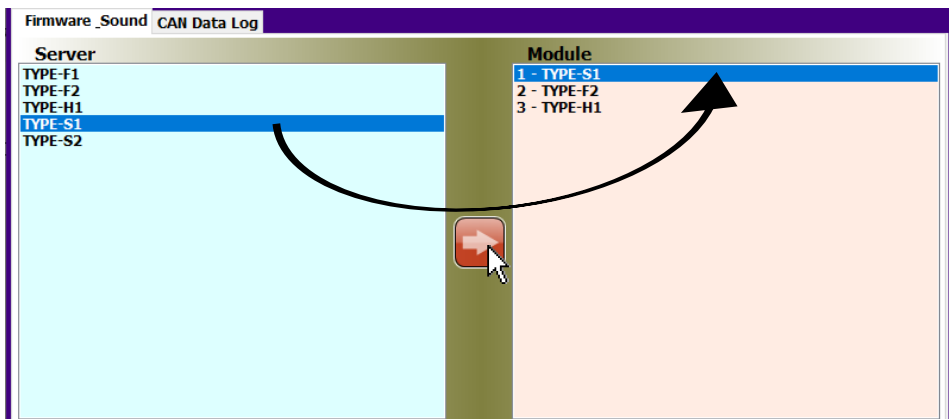 Firmware _Sound
CAN Data Log
Server
TYPE-F1
TYPE-F2
TYPE-H1
TYPE-S1
TYPE-S2
Module
1 - TYPE-S1
2 - TYPE-F2
3 - TYPE-H1